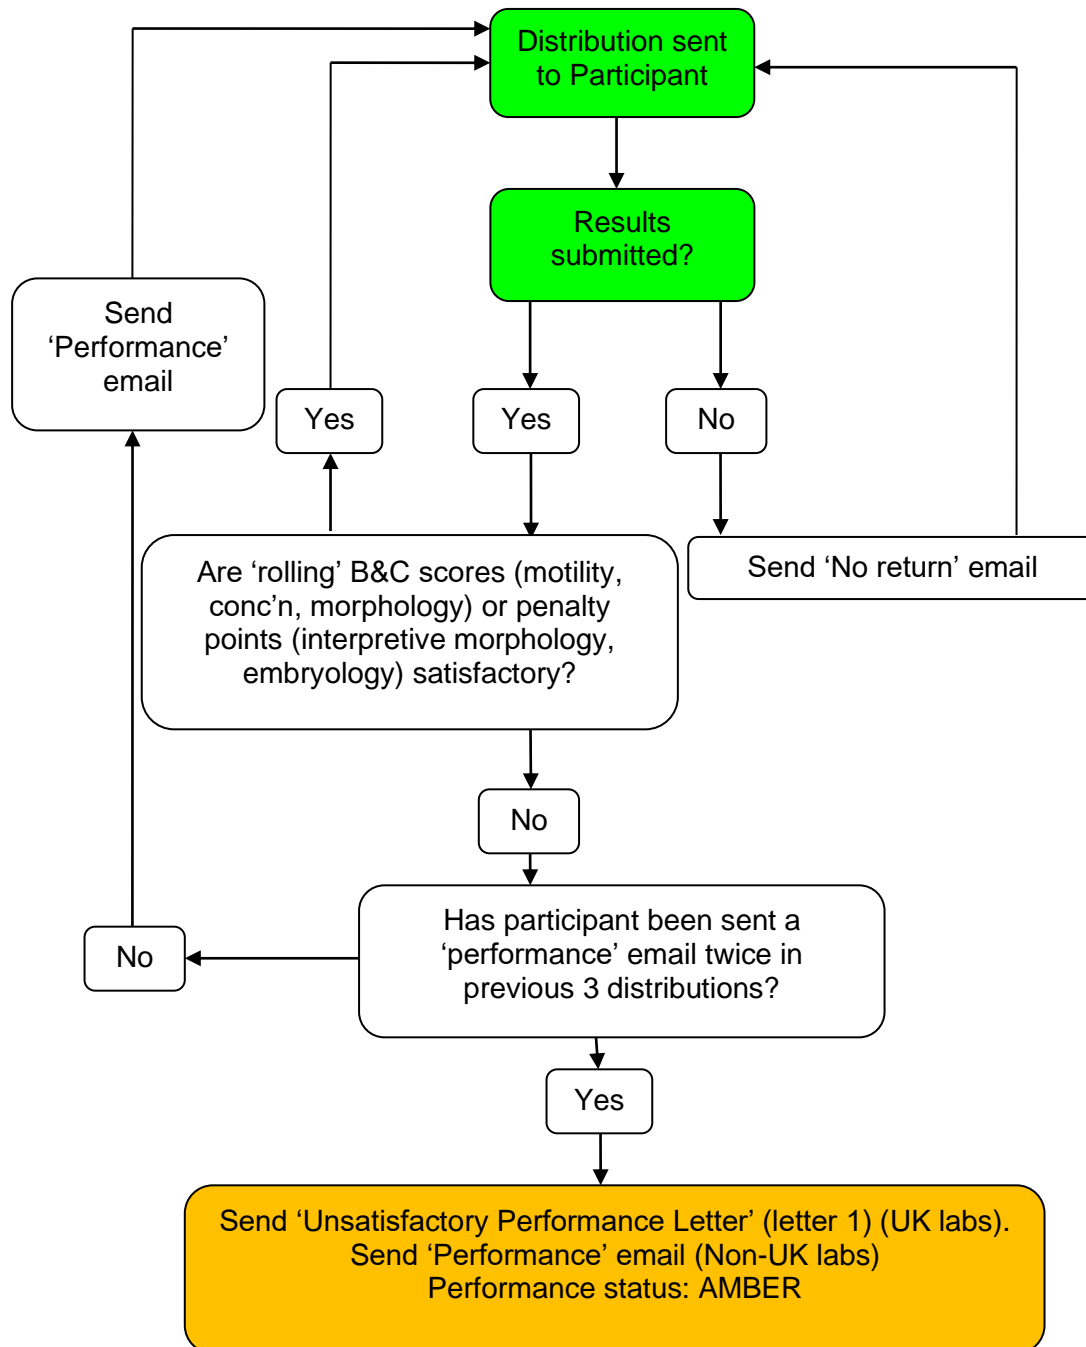 Distribution sent
to Participant
Results
submitted?
Send
‘Performance’
email
Yes
Yes
No
Are ‘rolling’ B&C scores (motility,
conc’n, morphology) or penalty
points (interpretive morphology,
embryology) satisfactory?
Send ‘No return’ email
No
Has participant been sent a
‘performance’ email twice in
previous 3 distributions?
No
Yes
Send ‘Unsatisfactory Performance Letter’ (letter 1) (UK labs).
Send ‘Performance’ email (Non-UK labs)
Performance status: AMBER